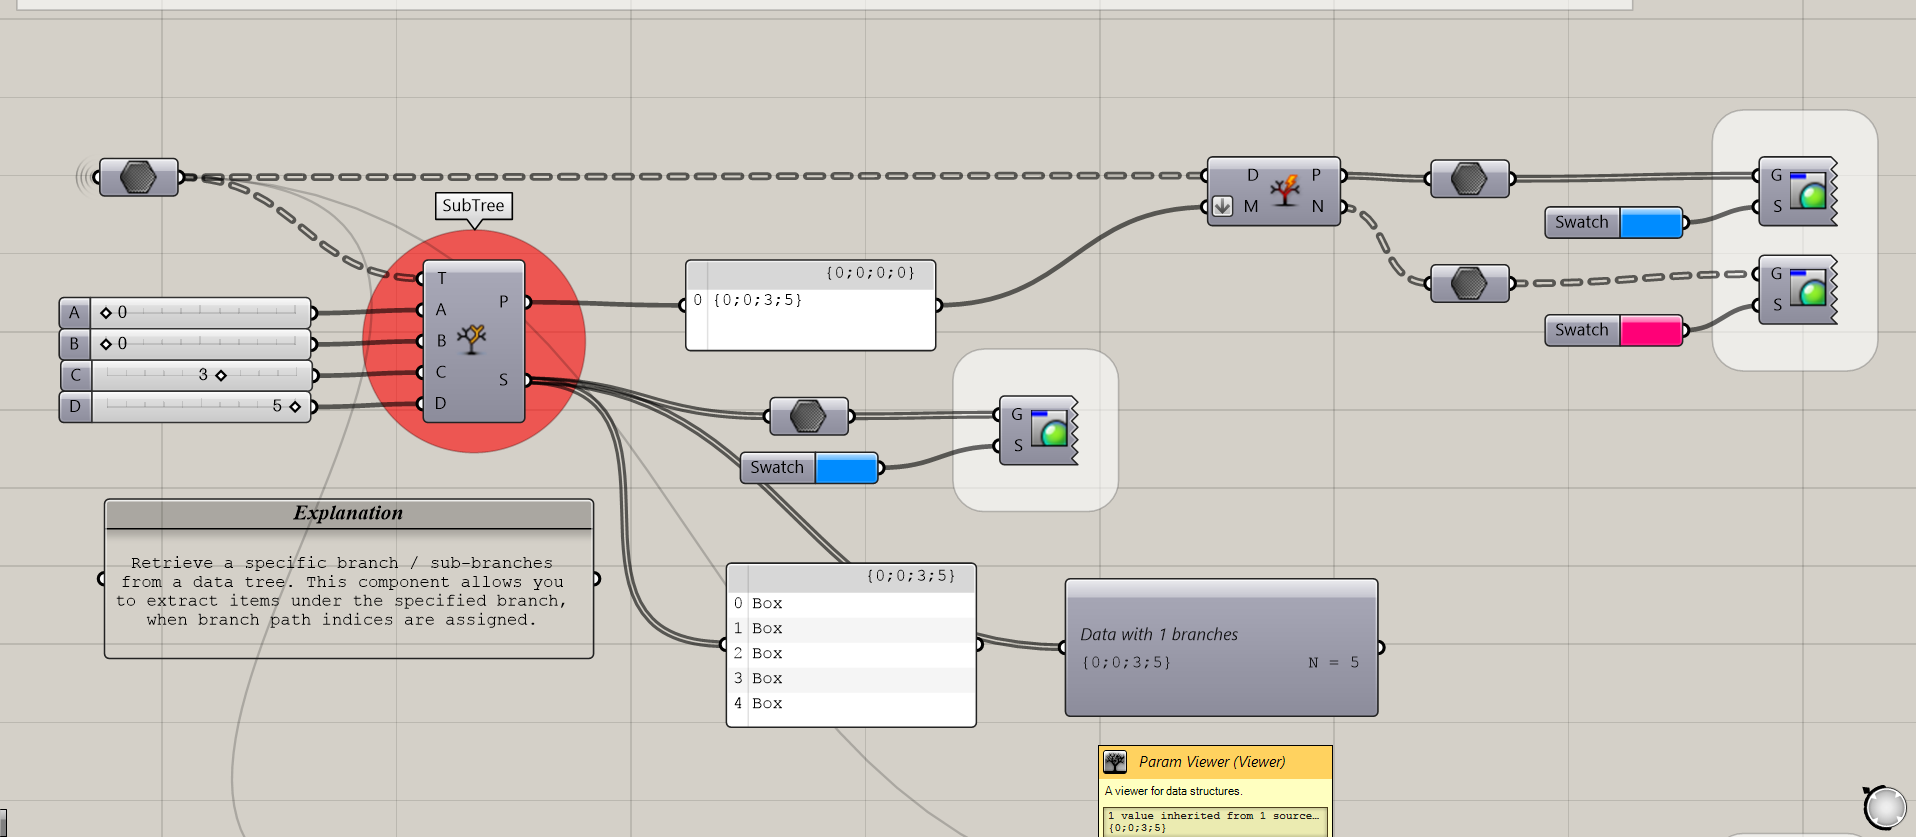 SubTree
T
A
B
C
D
P
S
A 0
B 0
C 3
D 5
{0;0;0;0}
0 {0;0;3;5}
D P
M N
G
S
Swatch
G
S
Swatch
G
S
Swatch
Explanation
Retrieve a specific branch / sub-branches
from a data tree. This component allows you
to extract items under the specified branch,
when branch path indices are assigned.
{0;0;3;5}
0 Box
1 Box
2 Box
3 Box
4 Box
Data with 1 branches
{0;0;3;5} N = 5
Param Viewer (Viewer)
A viewer for data structures.
1 value inherited from 1 source…
{0;0;3;5}